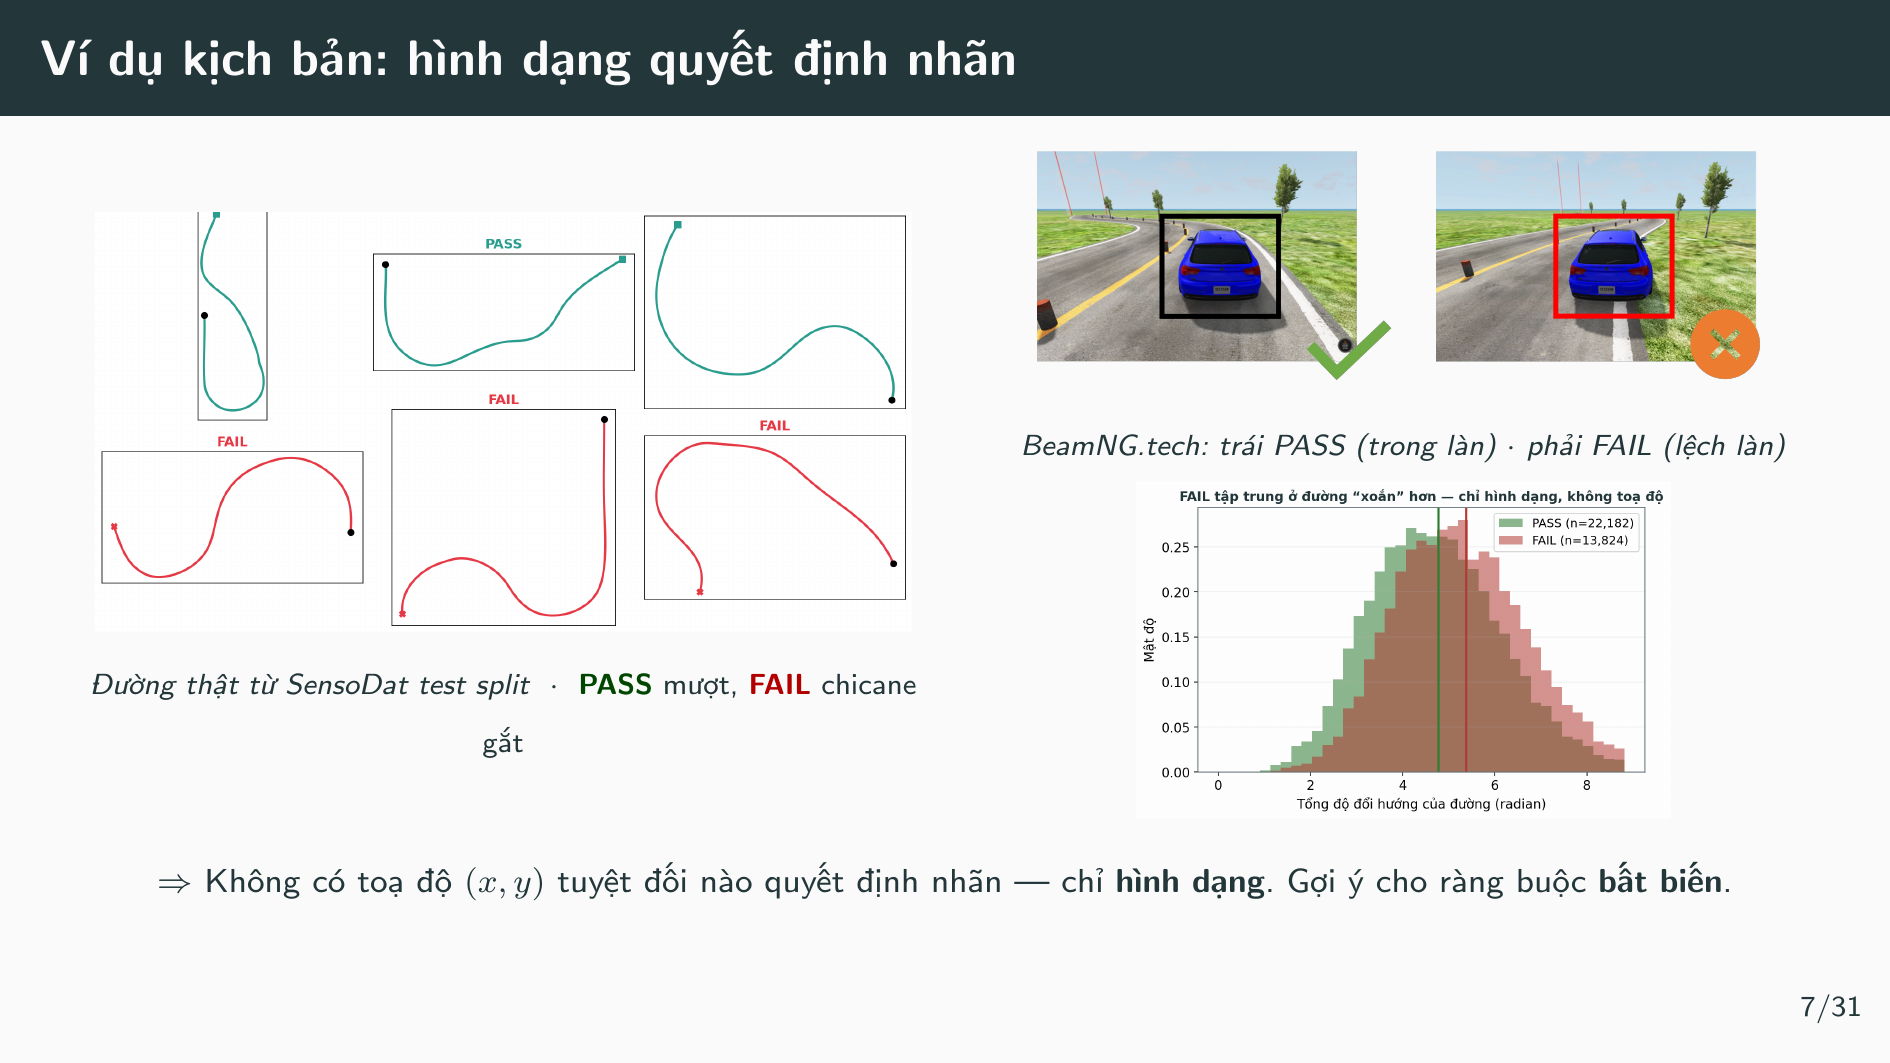 Ví dụ kịch bản: hình dạng quyết định nhãn
PASS
FAIL
FAIL
FAIL
Đường thật từ SensoDat test split · PASS mượt, FAIL chicane
gắt
BeamNG.tech: trái PASS (trong làn) · phải FAIL (lệch làn)
FAIL tập trung ở đường “xoắn” hơn — chỉ hình dạng, không toạ độ
PASS (n=22,182)
FAIL (n=13,824)
Mật độ
0.25
0.20
0.15
0.10
0.05
0.00
0 2 4 6 8
Tổng độ đổi hướng của đường (radian)
⇒ Không có toạ độ (x, y) tuyệt đối nào quyết định nhãn — chỉ hình dạng. Gợi ý cho ràng buộc bất biến.
7/31